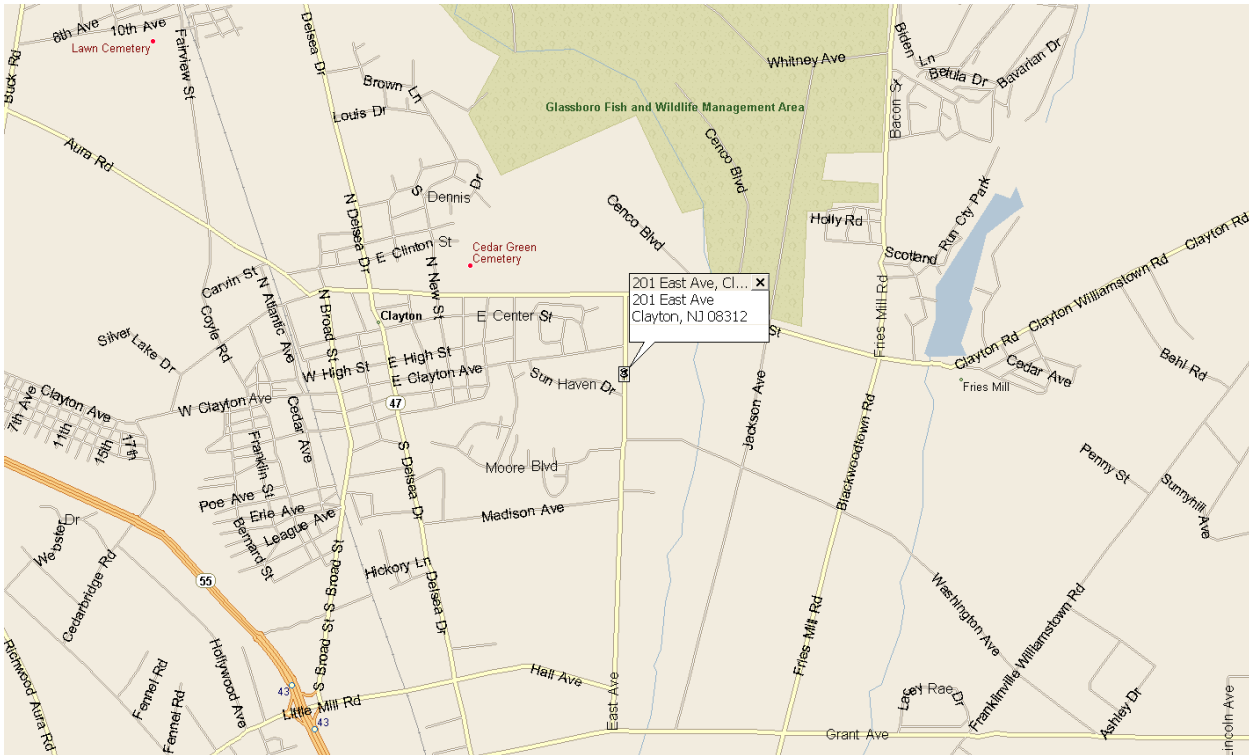 8th Ave
10th Ave
Lawn Cemetery
Fairview St
Buck Rd
Delsea Dr
Brown Ln
Louis Dr
Whitney Ave
Biden Ln
Betula Dr
Bavarian Dr
Bacon St
Glassboro Fish and Wildlife Management Area
Aura Rd
S Dennis Dr
Cenco Blvd
Cenco Blvd
Holly Rd
Run Cty Park
Scotland
Clayton Rd
N Delsea Dr
E Clinton St
N New St
Cedar Green
Cemetery
Carvin St
N Atlantic Ave
N Broad St
Coyle Rd
Clayton
E Center St
201 East Ave, Cl...
201 East Ave
Clayton, NJ 08312
St
Fries Mill Rd
Clayton Williamstown Rd
Clayton Rd
Cedar Ave
Fries Mill
Behl Rd
Silver Lake Dr
E High St
W High St
E Clayton Ave
E
Sun Haven Dr
Clayton Ave
W Clayton Ave
Cedar Ave
47
7th Ave
11th
15th
17th
Franklin St
S Delsea Dr
Moore Blvd
Jackson Ave
Blackwoodtown Rd
Penny St
Sunnyhill Ave
Poe Ave
Erie Ave
League Ave
Bernard St
Madison Ave
Webster Dr
Cedarbridge Rd
55
S Broad St
S Broad St
Hickory Ln
Delsea Dr
Washington Ave
Franklinville Williamstown Rd
Fries Mill Rd
Richwood Aura Rd
Fennel Rd
Fennel Rd
Hollywood Ave
43
43
Little Mill Rd
Hall Ave
East Ave
Lacey Rae Dr
Grant Ave
Ashley Dr
Lincoln Ave